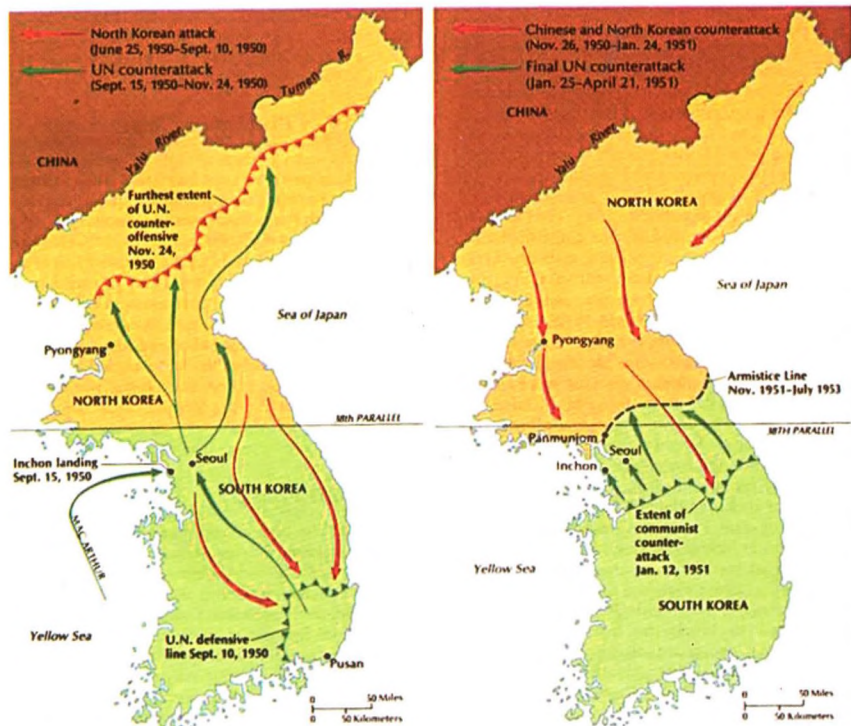 North Korean attack
(June 25, 1950–Sept. 10, 1950)
UN counterattack
(Sept. 15, 1950–Nov. 24, 1950)
Tumen R.
CHINA
Yalu River
Furthest extent
of U.N.
counter-
offensive
Nov. 24,
1950
Sea of Japan
Pyongyang
NORTH KOREA
38th PARALLEL
Inchon landing
Sept. 15, 1950
Seoul
SOUTH KOREA
MAC ARTHUR
Yellow Sea
U.N. defensive
line Sept. 10, 1950
Pusan
0 50 Miles
0 50 Kilometers
Chinese and North Korean counterattack
(Nov. 26, 1950–Jan. 24, 1951)
Final UN counterattack
(Jan. 25–April 21, 1951)
CHINA
Yalu River
NORTH KOREA
Sea of Japan
Pyongyang
Armistice Line
Nov. 1951–July 1953
38TH PARALLEL
Panmunjom
Seoul
Inchon
Extent of
communist
counter-
attack
Jan. 12, 1951
Yellow Sea
SOUTH KOREA
0 50 Miles
0 50 Kilometers